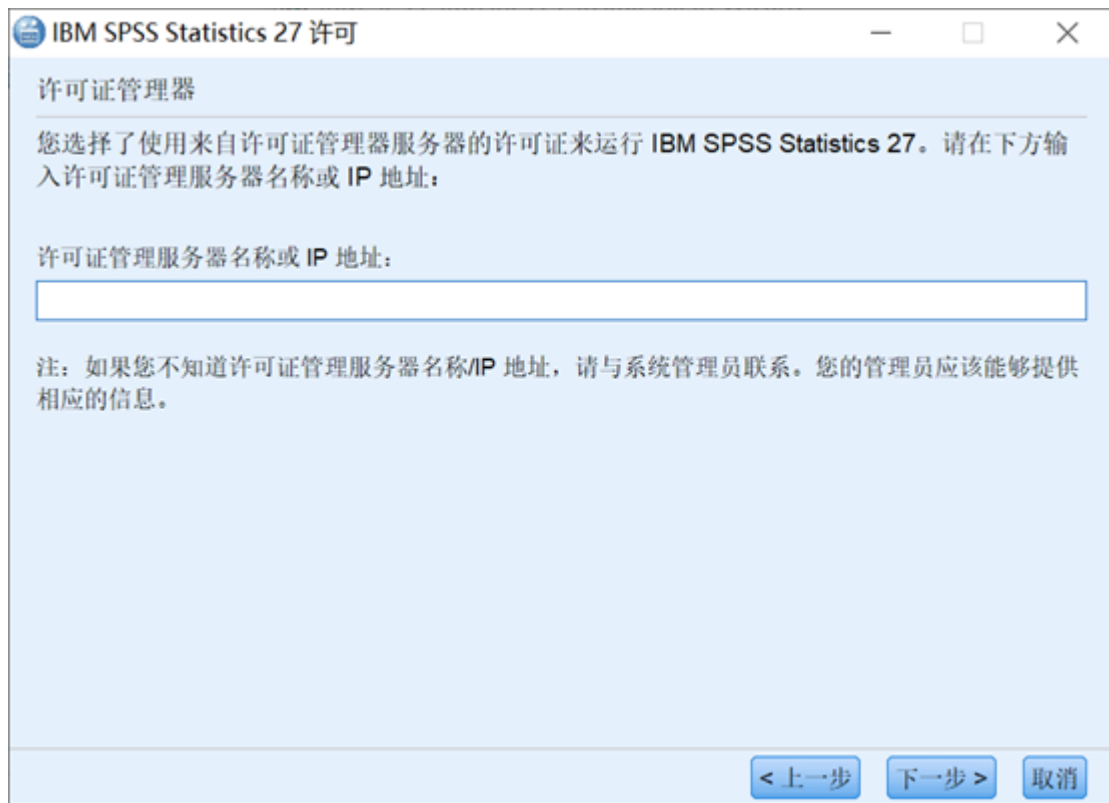 IBM SPSS Statistics 27 许可
许可证管理器
您选择了使用来自许可证管理器服务器的许可证来运行 IBM SPSS Statistics 27。请在下方输
入许可证管理服务器名称或 IP 地址：
许可证管理服务器名称或 IP 地址：
注：如果您不知道许可证管理服务器名称/IP 地址，请与系统管理员联系。您的管理员应该能够提供
相应的信息。
< 上一步 下一步 > 取消